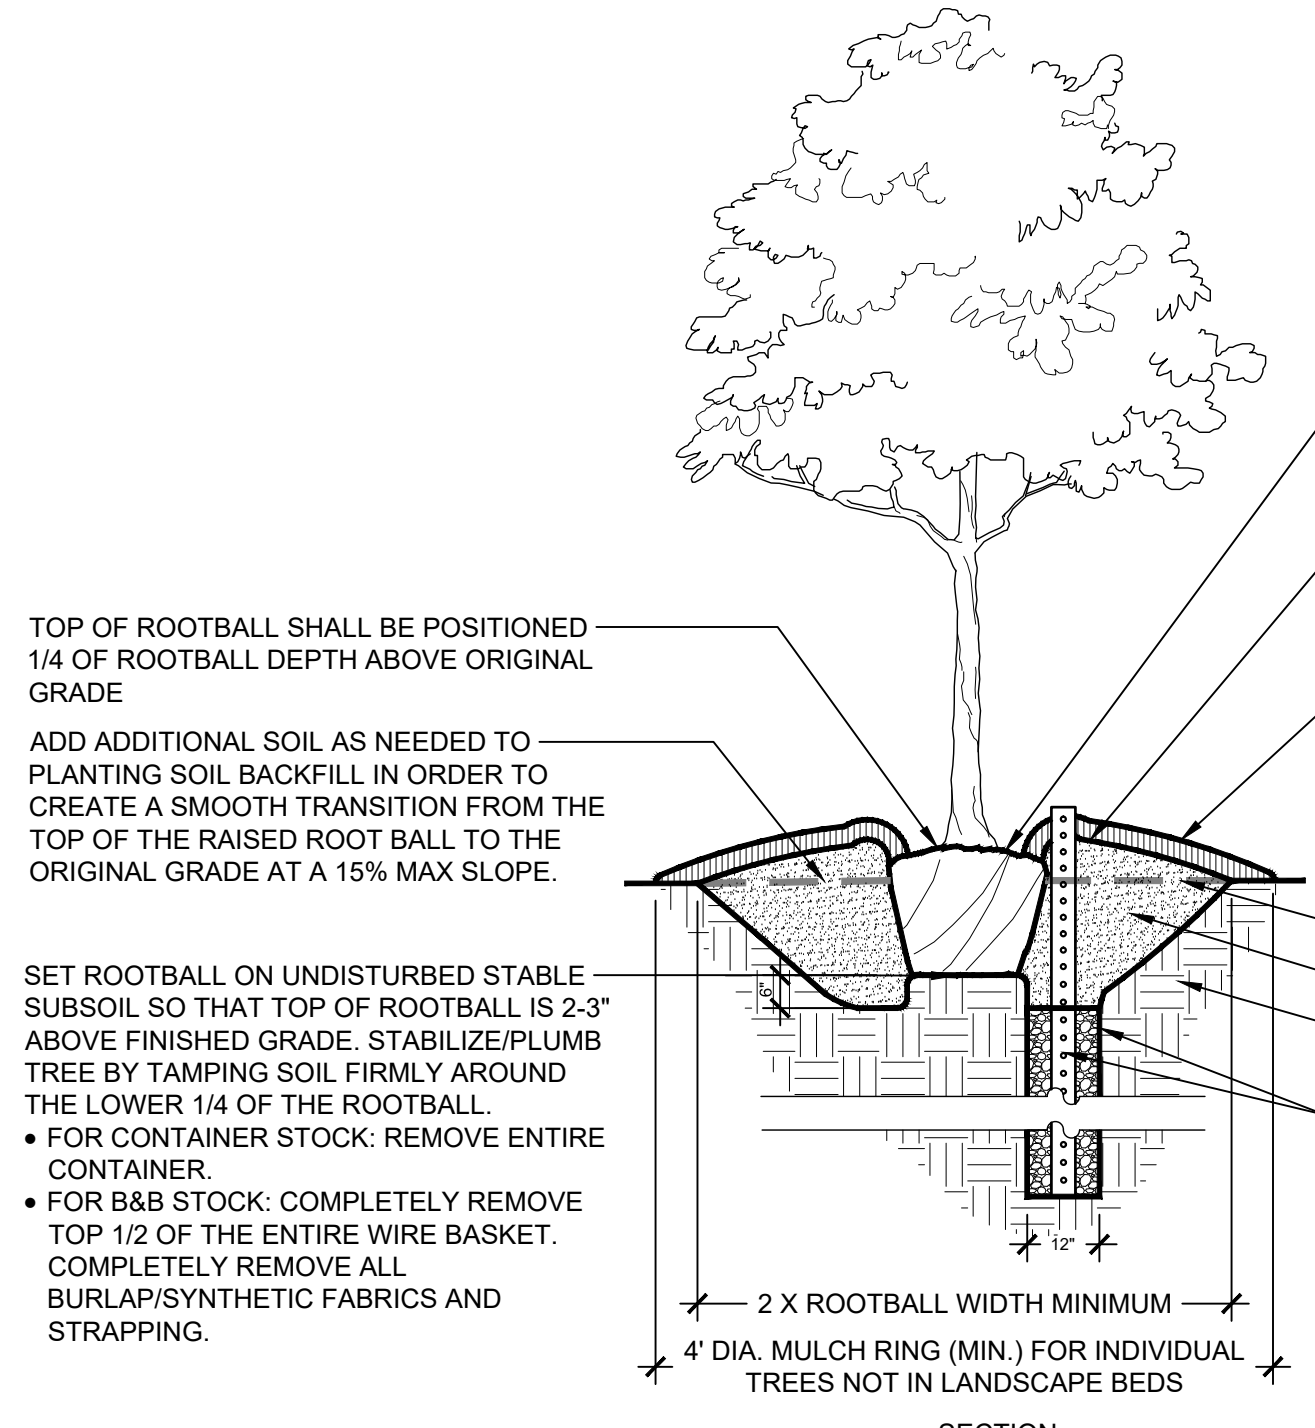 TOP OF ROOTBALL SHALL BE POSITIONED
1/4 OF ROOTBALL DEPTH ABOVE ORIGINAL
GRADE
ADD ADDITIONAL SOIL AS NEEDED TO
PLANTING SOIL BACKFILL IN ORDER TO
CREATE A SMOOTH TRANSITION FROM THE
TOP OF THE RAISED ROOT BALL TO THE
ORIGINAL GRADE AT A 15% MAX SLOPE.
SET ROOTBALL ON UNDISTURBED STABLE
SUBSOIL SO THAT TOP OF ROOTBALL IS 2-3"
ABOVE FINISHED GRADE. STABILIZE/PLUMB
TREE BY TAMPING SOIL FIRMLY AROUND
THE LOWER 1/4 OF THE ROOTBALL.
• FOR CONTAINER STOCK: REMOVE ENTIRE
CONTAINER.
• FOR B&B STOCK: COMPLETELY REMOVE
TOP 1/2 OF THE ENTIRE WIRE BASKET.
COMPLETELY REMOVE ALL
BURLAP/SYNTHETIC FABRICS AND
STRAPPING.
6"
12"
2 X ROOTBALL WIDTH MINIMUM
4' DIA. MULCH RING (MIN.) FOR INDIVIDUAL
TREES NOT IN LANDSCAPE BEDS
SECTION